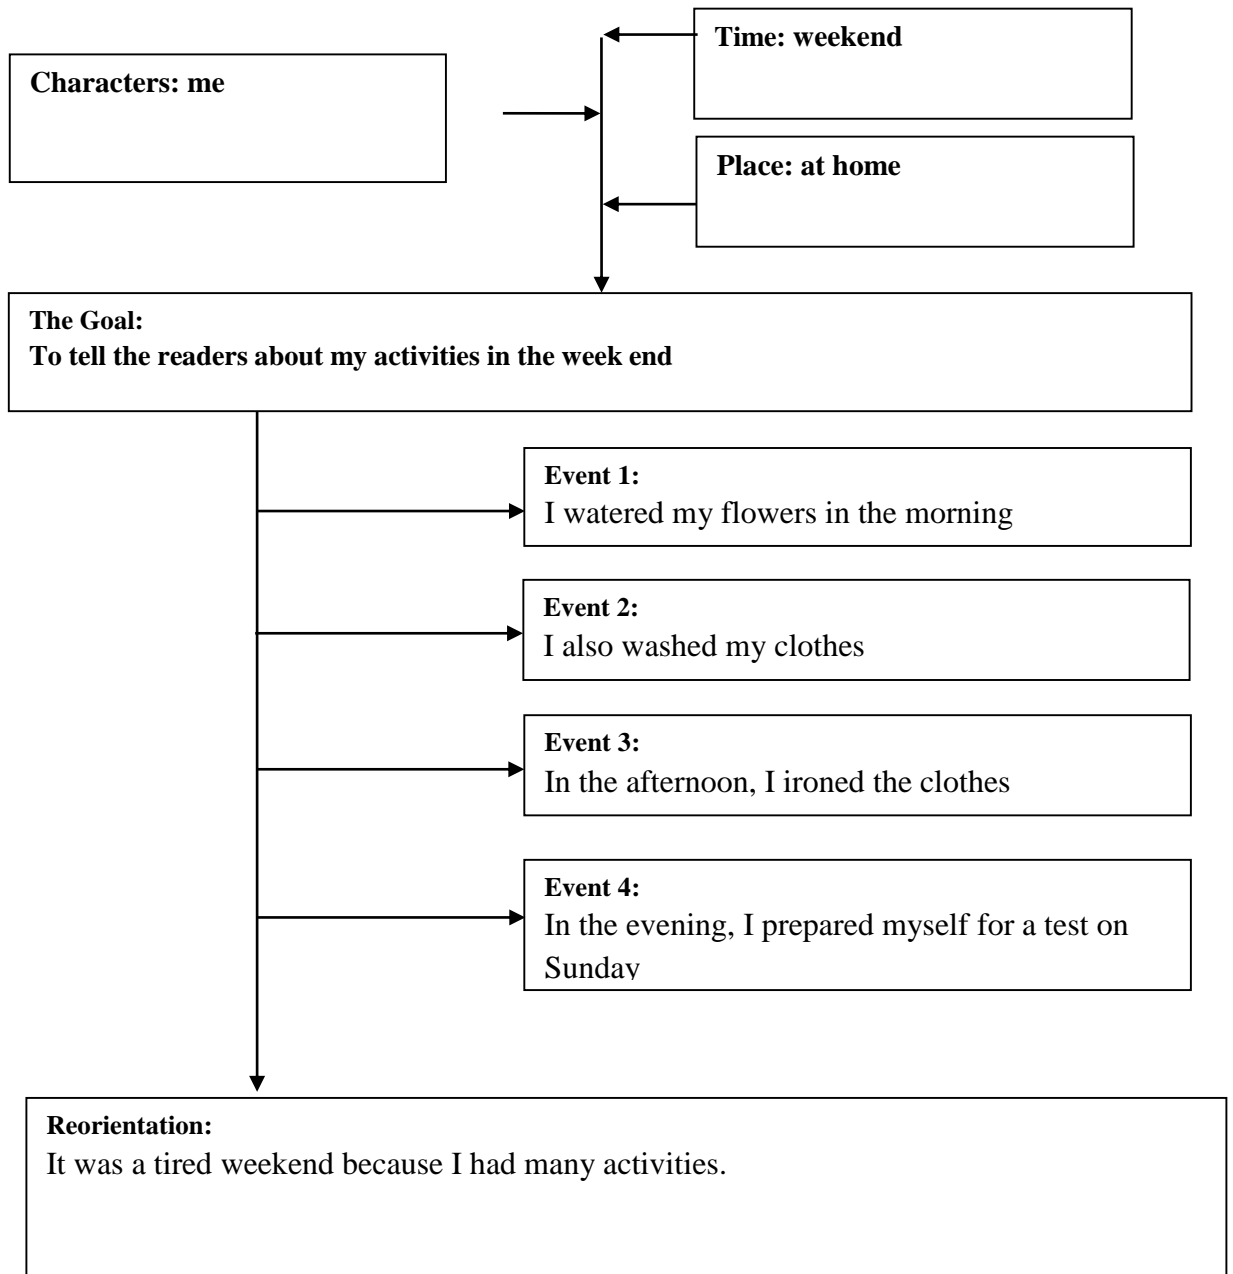 Time: weekend
Characters: me
Place: at home
The Goal:
To tell the readers about my activities in the week end
Event 1:
I watered my flowers in the morning
Event 2:
I also washed my clothes
Event 3:
In the afternoon, I ironed the clothes
Event 4:
In the evening, I prepared myself for a test on
Sunday
Reorientation:
It was a tired weekend because I had many activities.